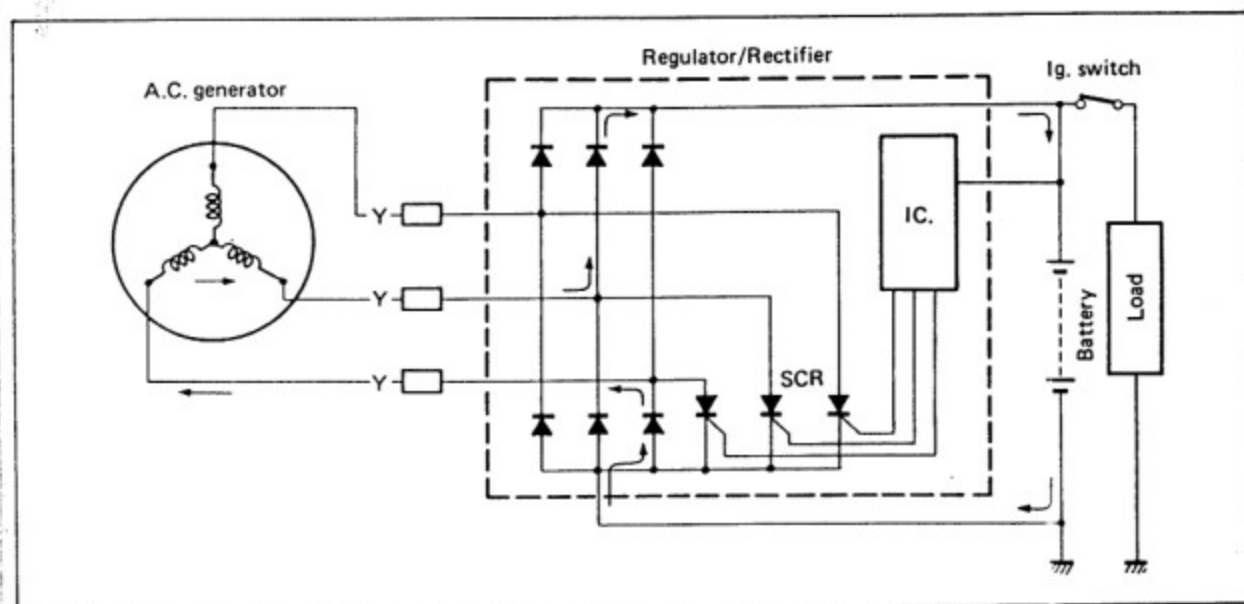 Regulator/Rectifier
Ig. switch
A.C. generator
IC.
Y
Y
Y
SCR
Battery
Load